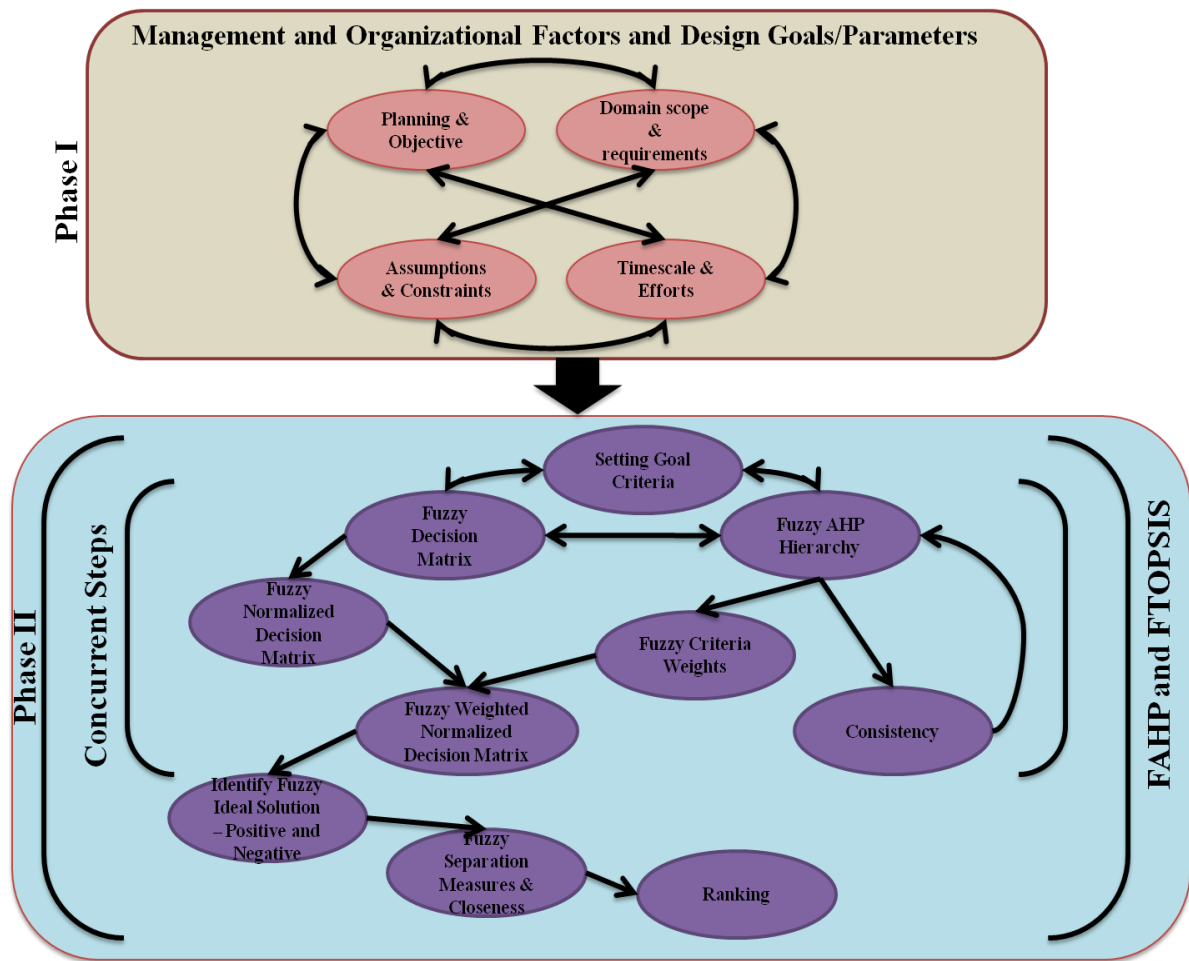 Management and Organizational Factors and Design Goals/Parameters
Phase I
Planning &
Objective
Domain scope
&
requirements
Assumptions
& Constraints
Timescale &
Efforts
Phase II
Concurrent Steps
FAHP and FTOPSIS
Setting Goal
Criteria
Fuzzy
Decision
Matrix
Fuzzy AHP
Hierarchy
Fuzzy
Normalized
Decision
Matrix
Fuzzy Criteria
Weights
Fuzzy Weighted
Normalized
Decision Matrix
Consistency
Identify Fuzzy
Ideal Solution
– Positive and
Negative
Fuzzy
Separation
Measures &
Closeness
Ranking